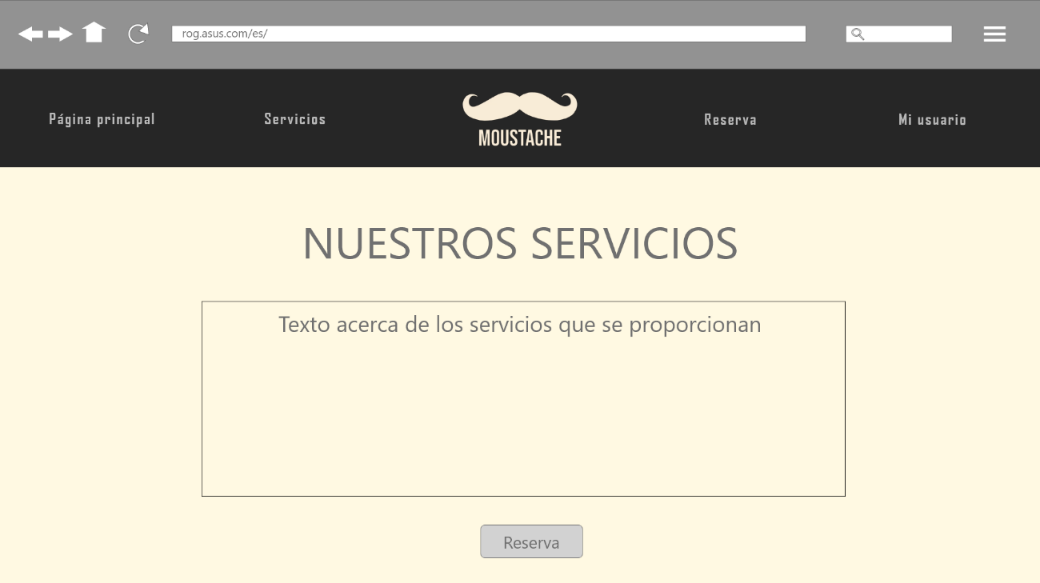 rog.asus.com/es/
Página principal
Servicios
MOUSTACHE
Reserva
Mi usuario
NUESTROS SERVICIOS
Texto acerca de los servicios que se proporcionan
Reserva